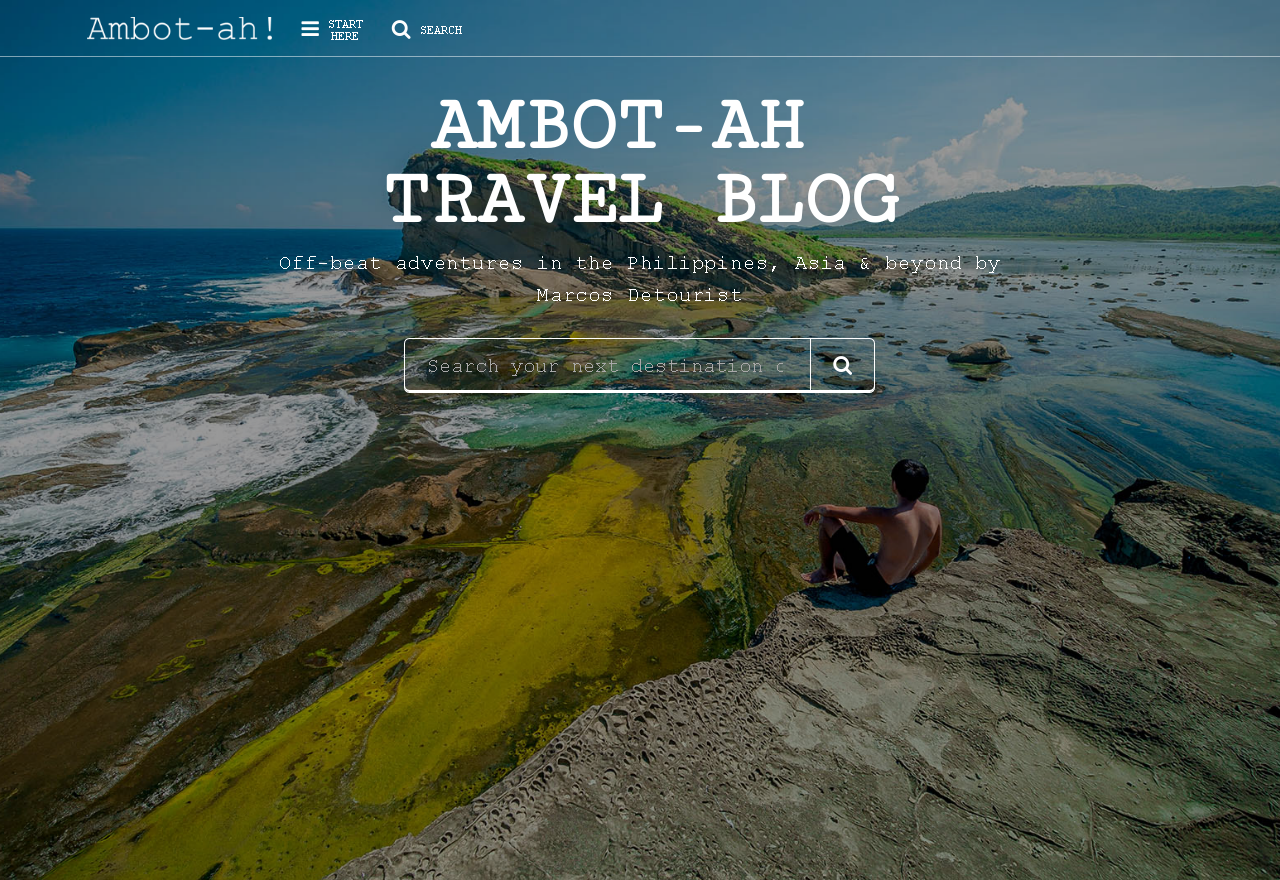 Ambot-ah!
START
HERE
SEARCH
AMBOT-AH
TRAVEL BLOG
Off-beat adventures in the Philippines, Asia & beyond by
Marcos Detourist
Search your next destination